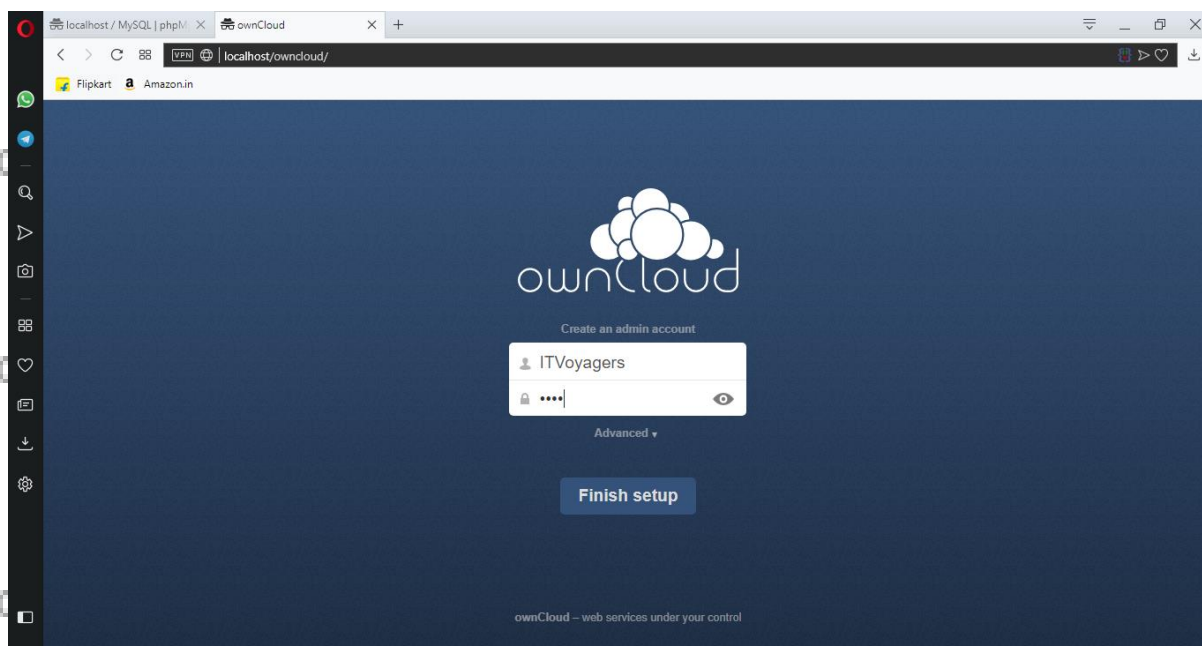 localhost / MySQL | phpM
ownCloud
VPN
localhost/owncloud/
Flipkart
a Amazon.in
ownCloud
Create an admin account
ITVoyagers
••••
Advanced ▾
Finish setup
ownCloud – web services under your control